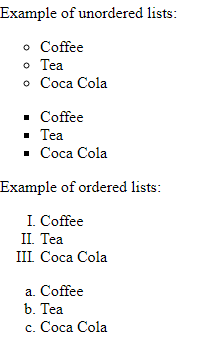 Example of unordered lists:
○ Coffee
○ Tea
○ Coca Cola
▪ Coffee
▪ Tea
▪ Coca Cola
Example of ordered lists:
I. Coffee
II. Tea
III. Coca Cola
a. Coffee
b. Tea
c. Coca Cola